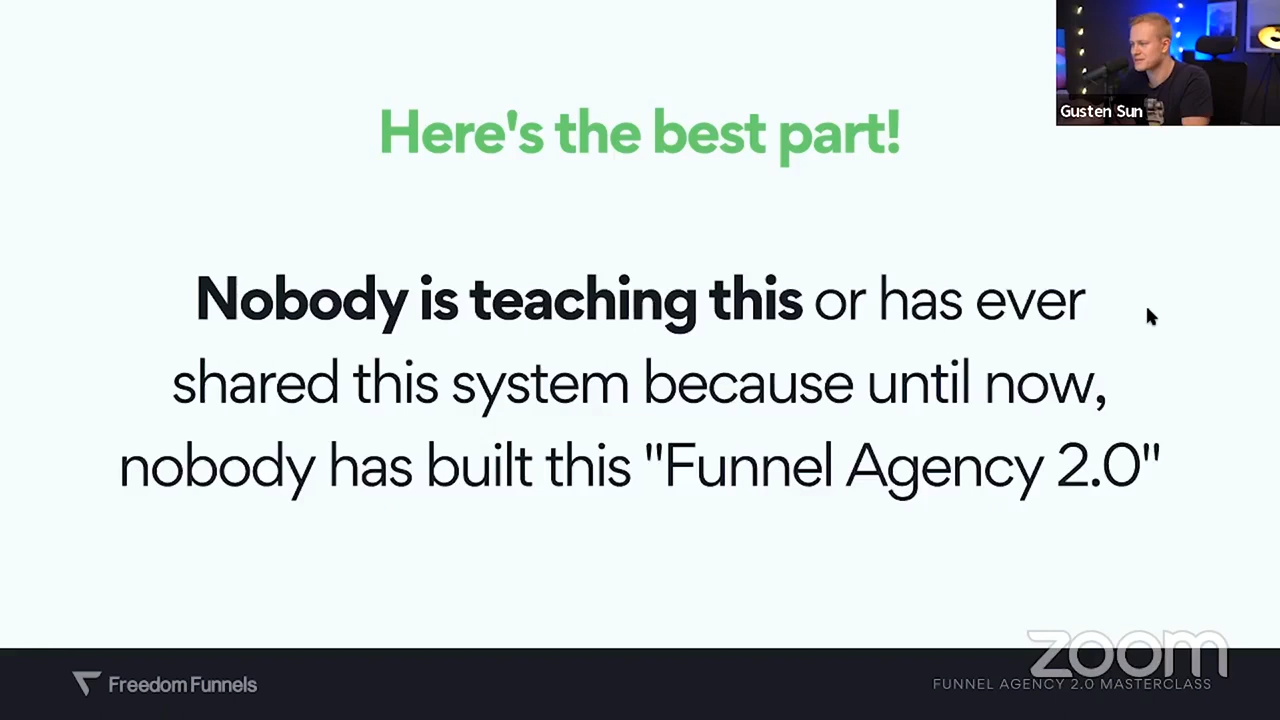 Gusten Sun
Here's the best part!
Nobody is teaching this or has ever
shared this system because until now,
nobody has built this "Funnel Agency 2.0"
zoom
Freedom Funnels
FUNNEL AGENCY 2.0 MASTERCLASS